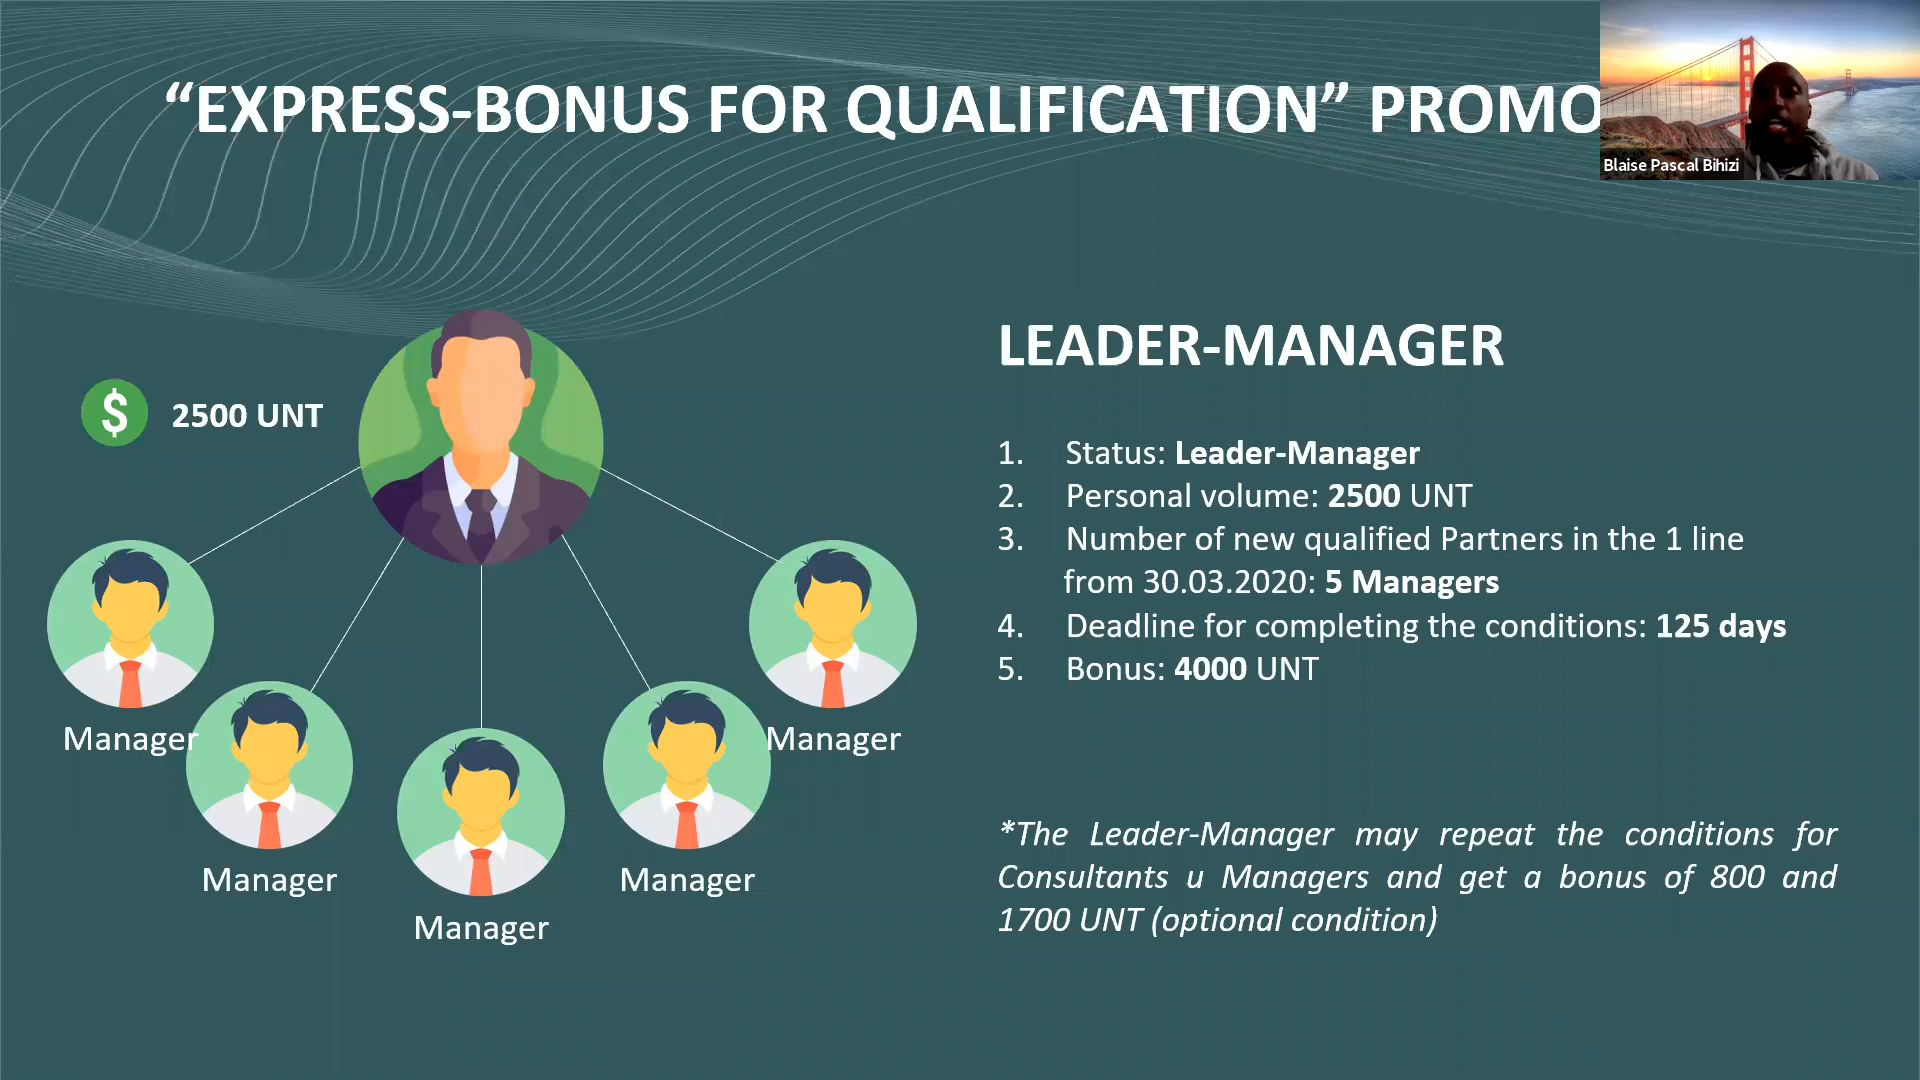 “EXPRESS-BONUS FOR QUALIFICATION” PROMO
Blaise Pascal Bihizi
$ 2500 UNT
Manager
Manager
Manager
Manager
Manager
LEADER-MANAGER
1. Status: Leader-Manager
2. Personal volume: 2500 UNT
3. Number of new qualified Partners in the 1 line
from 30.03.2020: 5 Managers
4. Deadline for completing the conditions: 125 days
5. Bonus: 4000 UNT
*The Leader-Manager may repeat the conditions for
Consultants u Managers and get a bonus of 800 and
1700 UNT (optional condition)